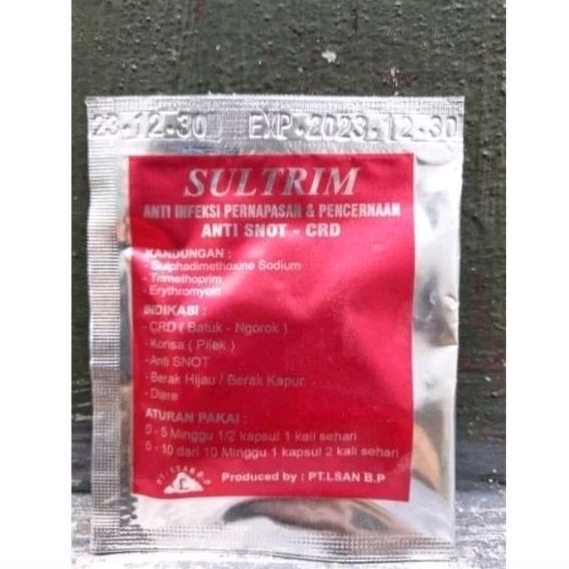 23.12.30 EXP.2023.12.30
SULTRIM
ANTI INFEKSI PERNAPASAN & PENCERNAAN
ANTI SNOT - CRD
KANDUNGAN :
- Sulphadimethoxine Sodium
- Trimethoprim,
- Erythromycin
INDIKASI :
- CRD ( Batuk - Ngorok )
- Korisa ( Pilek )
- Anti SNOT
- Berak Hijau / Berak Kapur
- Diare
ATURAN PAKAI :
0 - 5 Minggu 1/2 kapsul 1 kali sehari
5 - 10 dari 10 Minggu 1 kapsul 2 kali sehari
PT. LSAN B.P
L
Produced by : PT.LSAN B.P